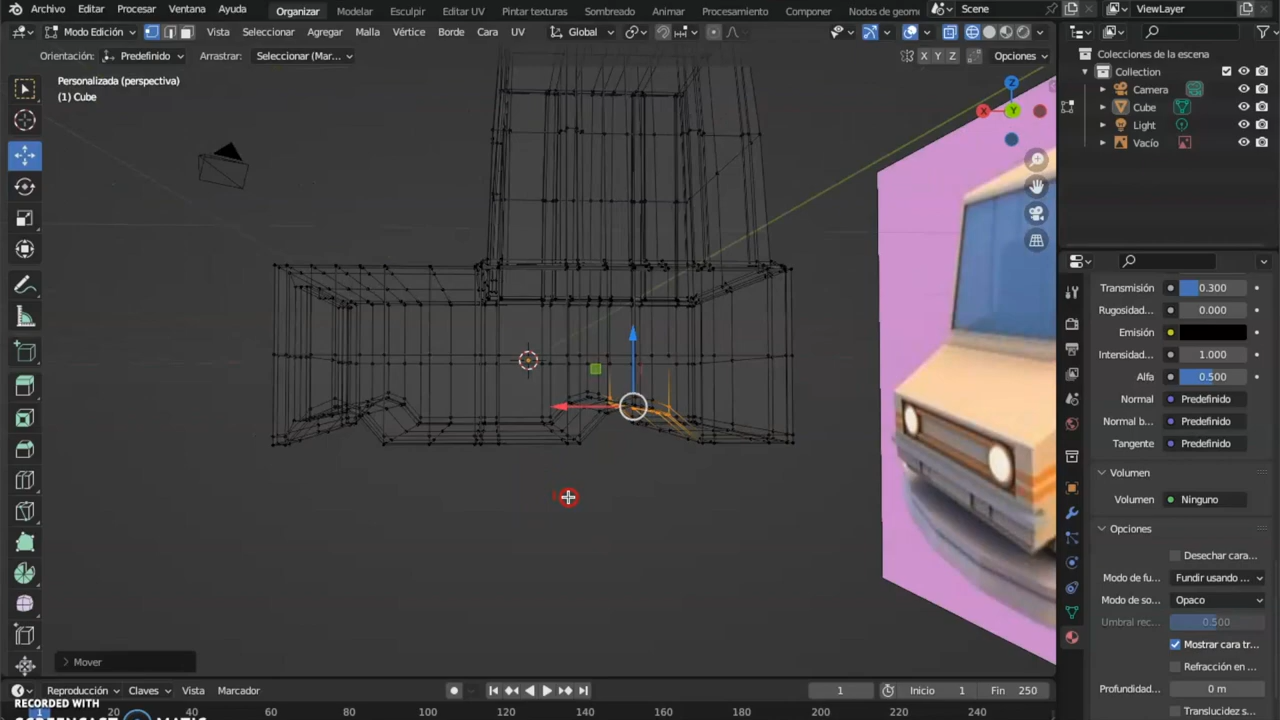 Archivo Editar Procesar Ventana Ayuda Organizar Modelar Esculpir Editar UV Pintar texturas Sombreado Animar Procesamiento Componer Nodos de geom Scene ViewLayer
Modo Edición Vista Seleccionar Agregar Malla Vértice Borde Cara UV Global
Orientación: Predefinido Arrastrar: Seleccionar (Mar... X Y Z Opciones
Personalizada (perspectiva)
(1) Cube
Z
X Y
Colecciones de la escena
Collection
Camera
Cube
Light
Vacío
Transmisión 0.300
Rugosidad... 0.000
Emisión
Intensidad... 1.000
Alfa 0.500
Normal Predefinido
Normal b... Predefinido
Tangente Predefinido
Volumen
Volumen Ninguno
Opciones
Desechar cara...
Modo de fu... Fundir usando ...
Modo de so... Opaco
Umbral rec... 0.500
Mostrar cara tr...
Refracción en ...
Profundidad... 0 m
Translucidez s...
Mover
Reproducción Claves Vista Marcador 1 Inicio 1 Fin 250
1 20 40 60 80 100 120 140 160 180 200 220 240
RECORDED WITH
SCREENCAST MATIC